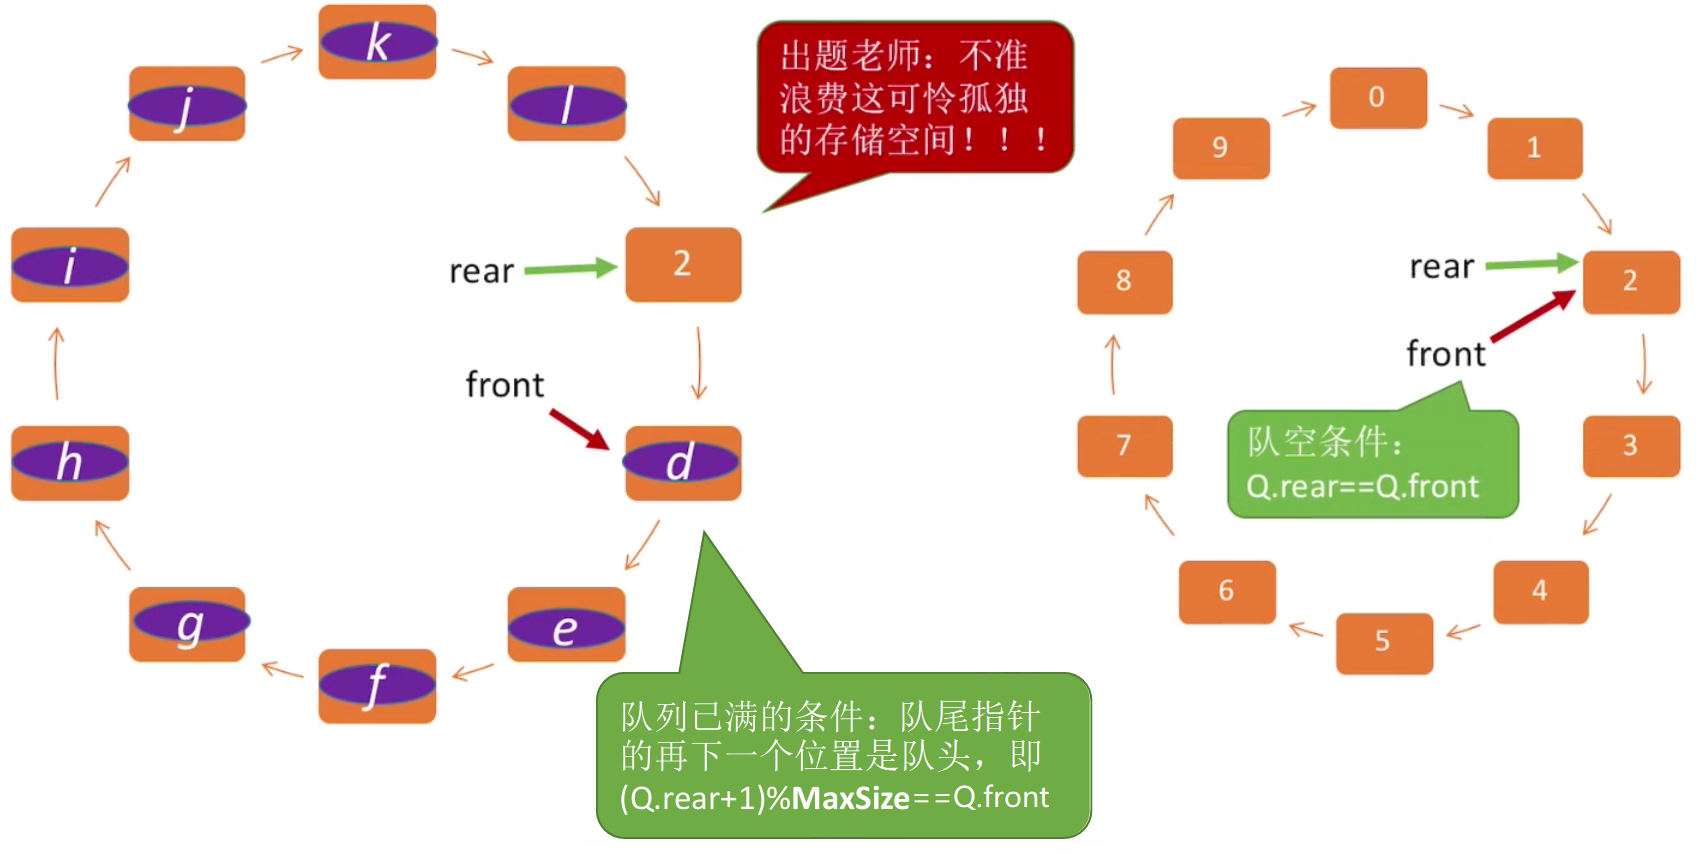 k
j
l
出题老师：不准
浪费这可怜孤独
的存储空间！！！
i
rear
2
front
h
d
g
e
f
队列已满的条件：队尾指针
的再下一个位置是队头，即
(Q.rear+1)%MaxSize==Q.front
0
9
1
8
rear
2
front
7
队空条件：
Q.rear==Q.front
3
6
4
5